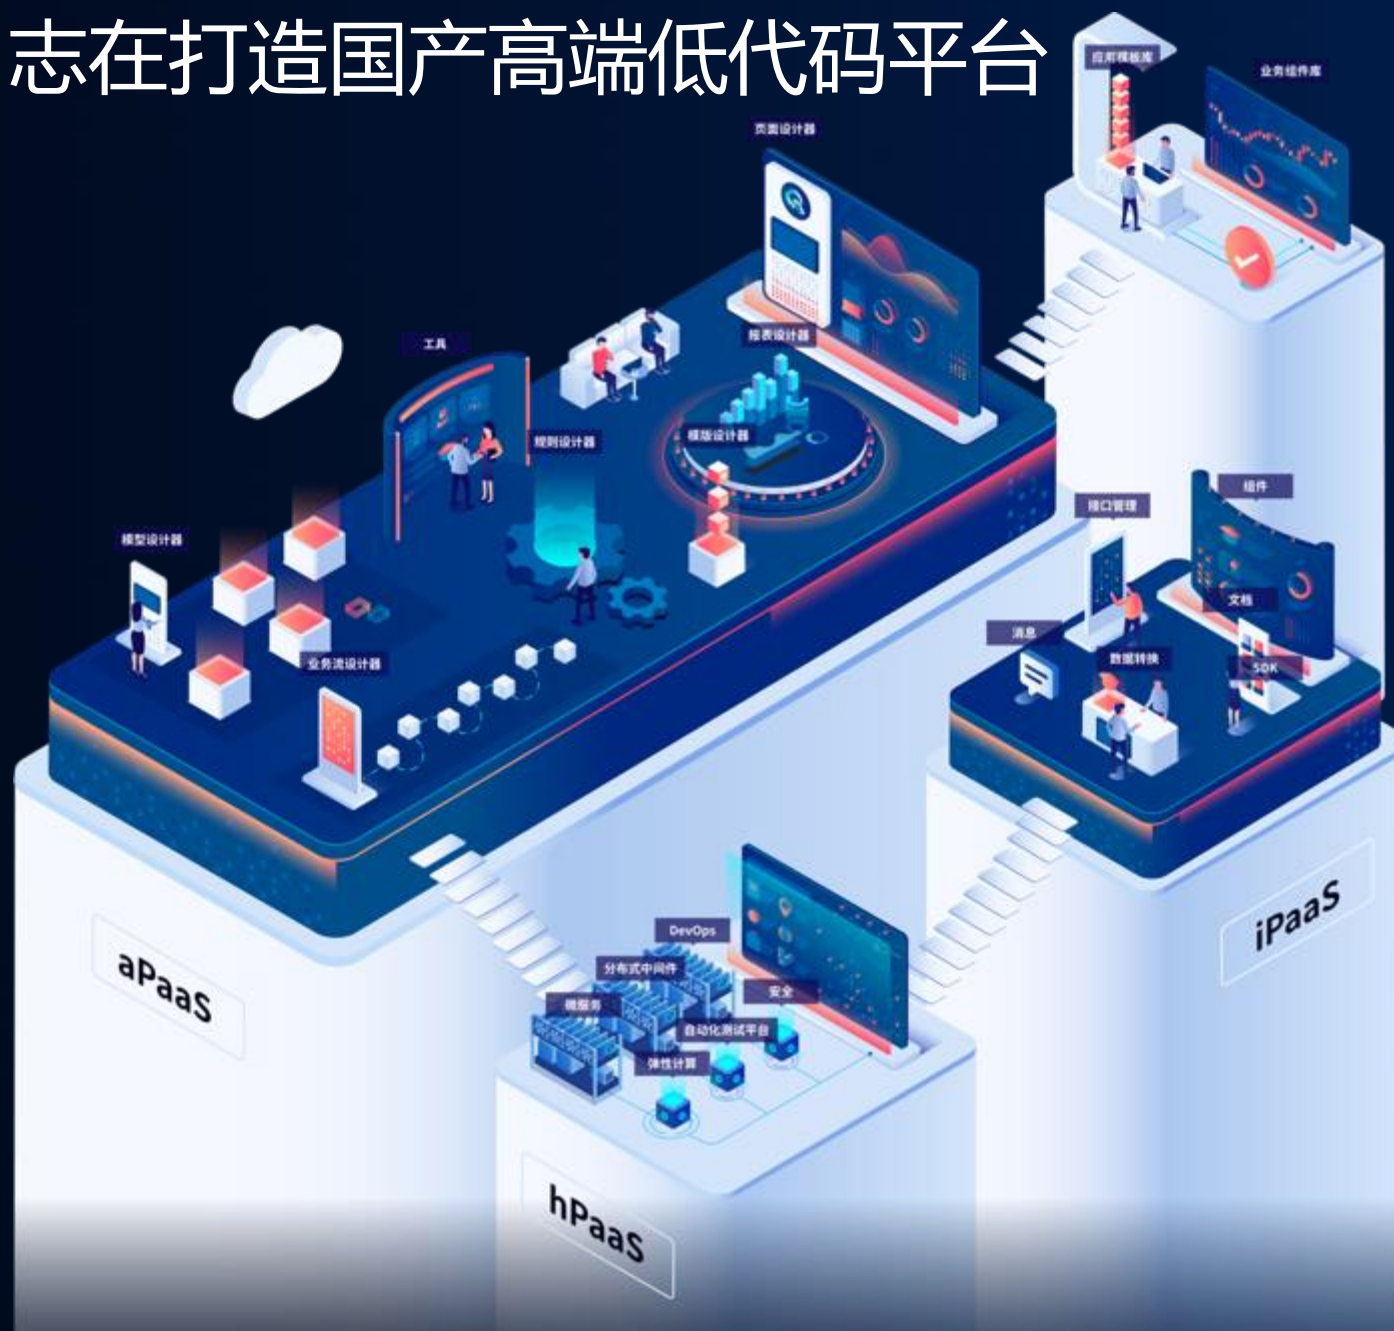 志在打造国产高端低代码平台
应用模板库
业务组件库
页面设计器
工具
报表设计器
规则设计器
模版设计器
模型设计器
业务流设计器
组件
接口管理
文档
消息
数据转换
SDK
aPaaS
iPaaS
DevOps
分布式中间件
安全
微服务
自动化测试平台
弹性计算
hPaaS